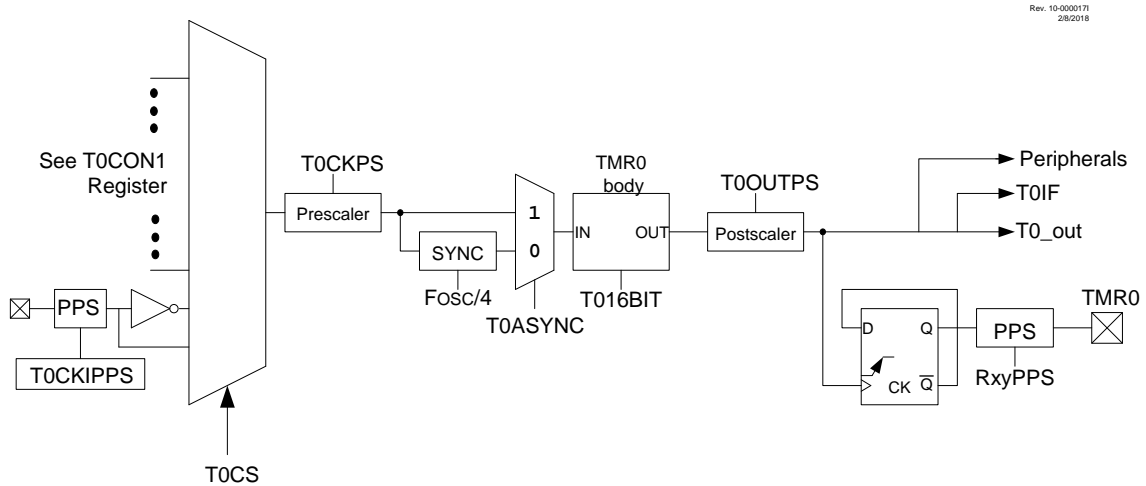 Rev. 10-000017I
2/8/2018
See T0CON1
Register
PPS
T0CKIPPS
T0CS
T0CKPS
Prescaler
SYNC
FOSC/4
1
0
T0ASYNC
TMR0
body
IN
OUT
T016BIT
T0OUTPS
Postscaler
Peripherals
T0IF
T0_out
D
Q
CK
Q
PPS
RxyPPS
TMR0